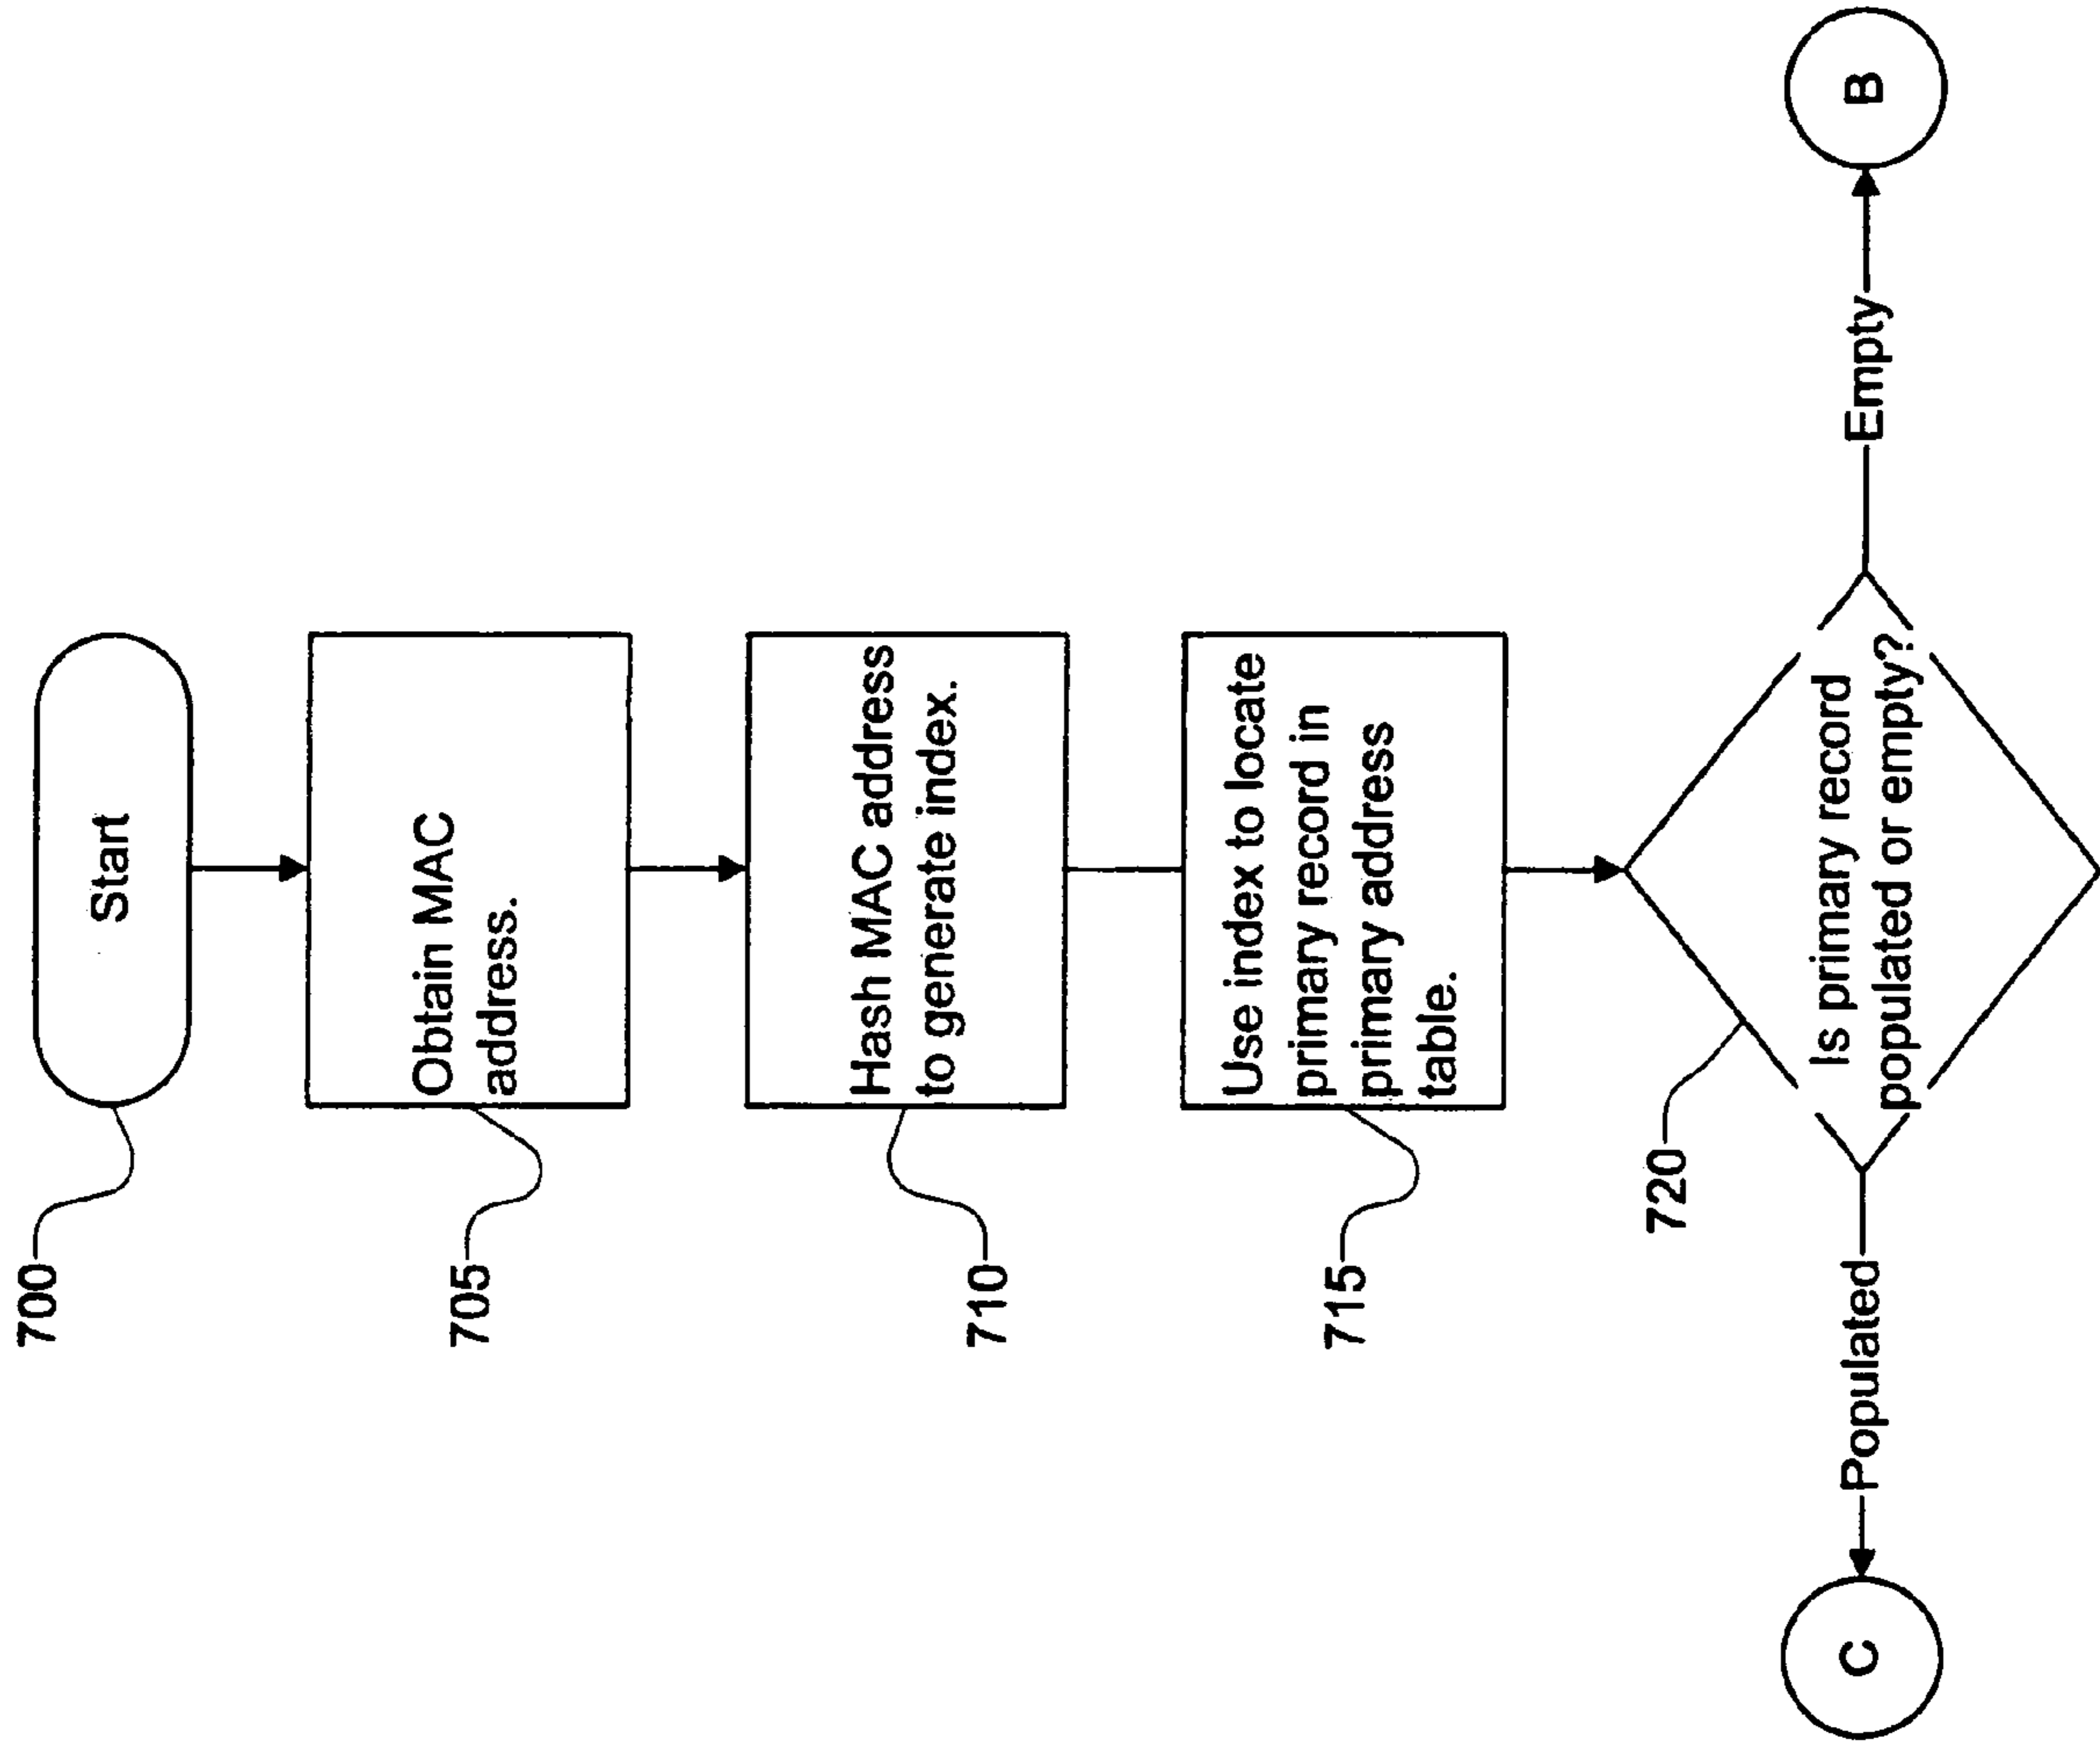 700
Start
705
Obtain MAC
address.
710
Hash MAC address
to generate index.
715
Use index to locate
primary record in
primary address
table.
720
Is primary record
populated or empty?
C
Populated
Empty
B